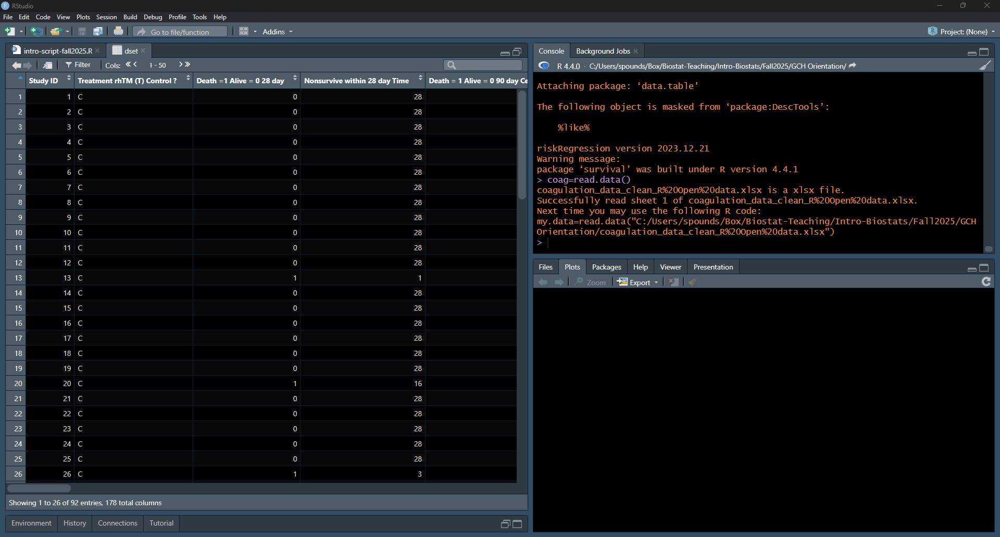 RStudio
File Edit Code View Plots Session Build Debug Profile Tools Help
Go to file/function Addins Project: (None)
intro-script-fall2025.R dset
Filter Cols: 1 - 50
Study ID Treatment rhTM (T) Control ? Death =1 Alive = 0 28 day Nonsurvive within 28 day Time Death = 1 Alive = 0 90 day Ce
1 1 C 0 28
2 2 C 0 28
3 3 C 0 28
4 4 C 0 28
5 5 C 0 28
6 6 C 0 28
7 7 C 0 28
8 8 C 0 28
9 9 C 0 28
10 10 C 0 28
11 11 C 0 28
12 12 C 0 28
13 13 C 1 1
14 14 C 0 28
15 15 C 0 28
16 16 C 0 28
17 17 C 0 28
18 18 C 0 28
19 19 C 0 28
20 20 C 1 16
21 21 C 0 28
22 22 C 0 28
23 23 C 0 28
24 24 C 0 28
25 25 C 0 28
26 26 C 1 3
Showing 1 to 26 of 92 entries, 178 total columns
Environment History Connections Tutorial
Console Background Jobs
R 4.4.0 · C:/Users/spounds/Box/Biostat-Teaching/Intro-Biostats/Fall2025/GCH Orientation/
Attaching package: ‘data.table’
The following object is masked from ‘package:DescTools’:
%like%
riskRegression version 2023.12.21
Warning message:
package ‘survival’ was built under R version 4.4.1
> coag=read.data()
coagulation_data_clean_R%20Open%20data.xlsx is a xlsx file.
Successfully read sheet 1 of coagulation_data_clean_R%20Open%20data.xlsx.
Next time you may use the following R code:
my.data=read.data("C:/Users/spounds/Box/Biostat-Teaching/Intro-Biostats/Fall2025/GCH
Orientation/coagulation_data_clean_R%20Open%20data.xlsx")
>
Files Plots Packages Help Viewer Presentation
Zoom Export